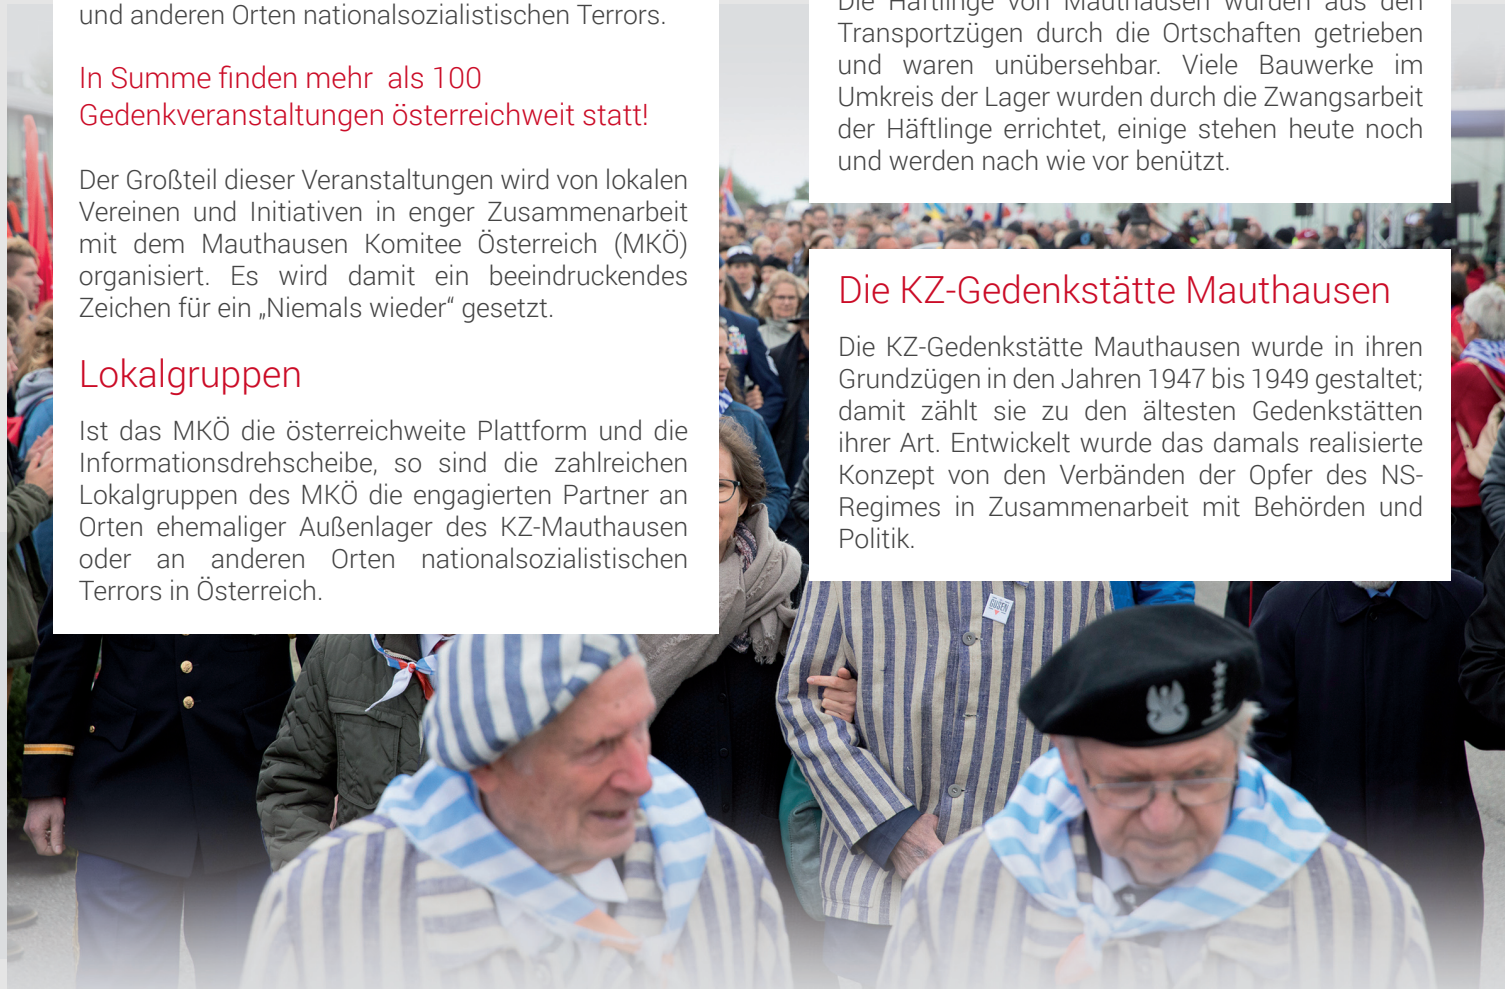 und anderen Orten nationalsozialistischen Terrors.
In Summe finden mehr als 100
Gedenkveranstaltungen österreichweit statt!
Der Großteil dieser Veranstaltungen wird von lokalen
Vereinen und Initiativen in enger Zusammenarbeit
mit dem Mauthausen Komitee Österreich (MKÖ)
organisiert. Es wird damit ein beeindruckendes
Zeichen für ein „Niemals wieder“ gesetzt.
Lokalgruppen
Ist das MKÖ die österreichweite Plattform und die
Informationsdrehscheibe, so sind die zahlreichen
Lokalgruppen des MKÖ die engagierten Partner an
Orten ehemaliger Außenlager des KZ-Mauthausen
oder an anderen Orten nationalsozialistischen
Terrors in Österreich.
Die Häftlinge von Mauthausen wurden aus den
Transportzügen durch die Ortschaften getrieben
und waren unübersehbar. Viele Bauwerke im
Umkreis der Lager wurden durch die Zwangsarbeit
der Häftlinge errichtet, einige stehen heute noch
und werden nach wie vor benützt.
Die KZ-Gedenkstätte Mauthausen
Die KZ-Gedenkstätte Mauthausen wurde in ihren
Grundzügen in den Jahren 1947 bis 1949 gestaltet;
damit zählt sie zu den ältesten Gedenkstätten
ihrer Art. Entwickelt wurde das damals realisierte
Konzept von den Verbänden der Opfer des NS-
Regimes in Zusammenarbeit mit Behörden und
Politik.
GUSEN